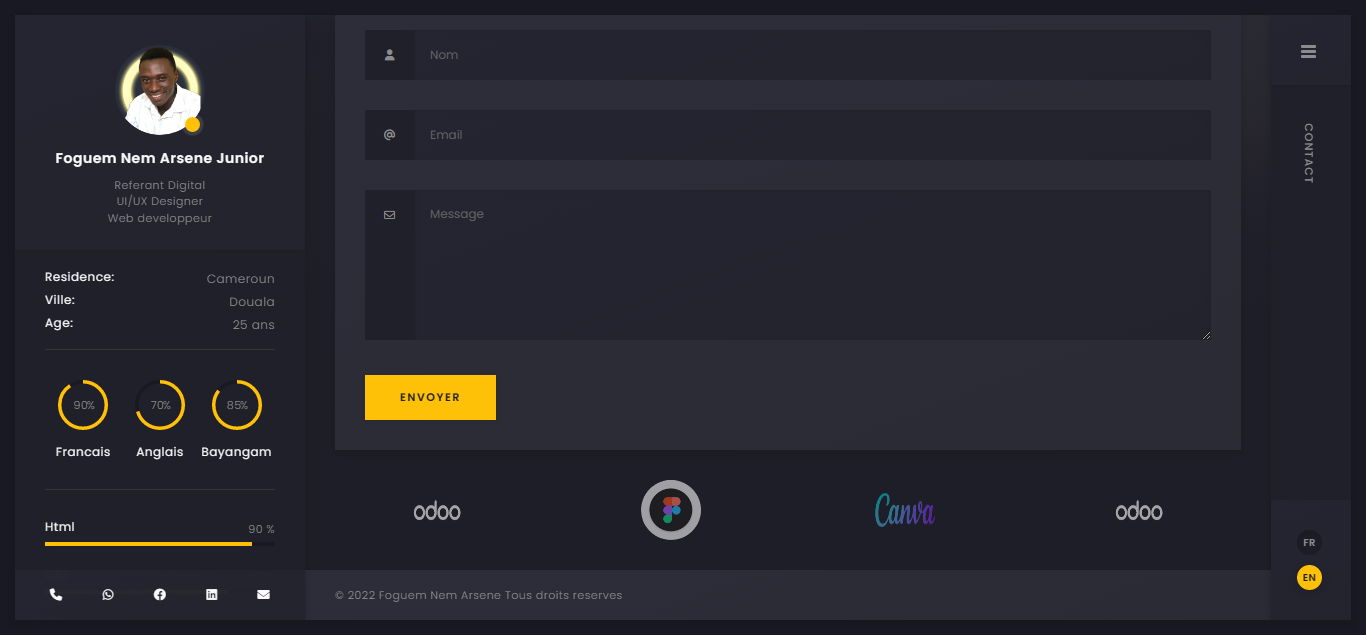 Foguem Nem Arsene Junior
Referant Digital
UI/UX Designer
Web developpeur
Residence: Cameroun
Ville: Douala
Age: 25 ans
90% 70% 85%
Francais Anglais Bayangam
Html 90 %
Nom
@ Email
Message
ENVOYER
odoo Canva odoo
© 2022 Foguem Nem Arsene Tous droits reserves
CONTACT
FR
EN